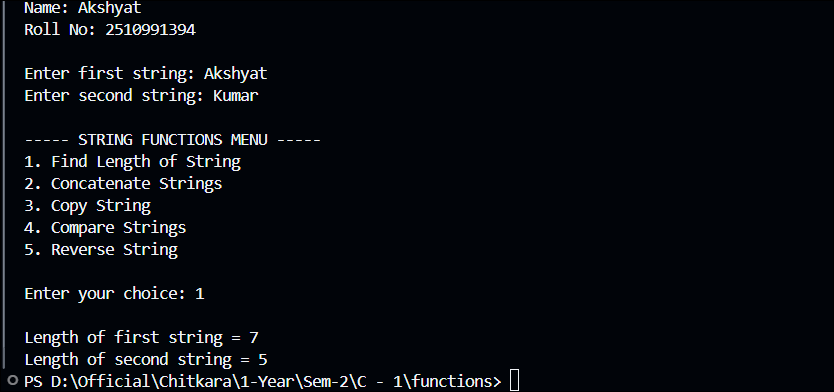 Name: Akshyat
Roll No: 2510991394
Enter first string: Akshyat
Enter second string: Kumar
----- STRING FUNCTIONS MENU -----
1. Find Length of String
2. Concatenate Strings
3. Copy String
4. Compare Strings
5. Reverse String
Enter your choice: 1
Length of first string = 7
Length of second string = 5
PS D:\Official\Chitkara\1-Year\Sem-2\C - 1\functions>